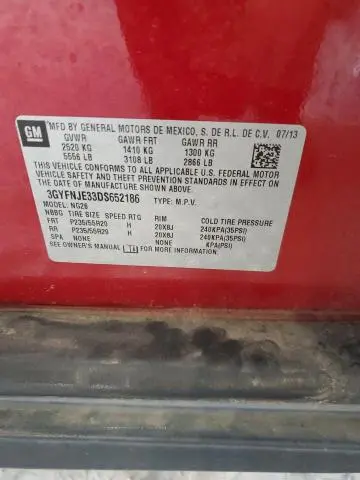 GM
MFD BY GENERAL MOTORS DE MEXICO, S. DE R.L. DE C.V. 07/13
GVWR GAWR FRT GAWR RR
2520 KG 1410 KG 1300 KG
5556 LB 3108 LB 2866 LB
THIS VEHICLE CONFORMS TO ALL APPLICABLE U.S. FEDERAL MOTOR
VEHICLE SAFETY, BUMPER, AND THEFT PREVENTION STANDARDS
IN EFFECT ON THE DATE OF MANUFACTURE SHOWN ABOVE.
3GYFNJE33DS652186 TYPE: M.P.V.
MODEL: NG26
NBBG TIRE SIZE SPEED RTG RIM COLD TIRE PRESSURE
FRT P235/55R20 H 20X8J 240KPA(35PSI)
RR P235/55R20 H 20X8J 240KPA(35PSI)
SPA NONE NONE KPA(PSI)
SEE OWNER'S MANUAL FOR MORE INFORMATION.